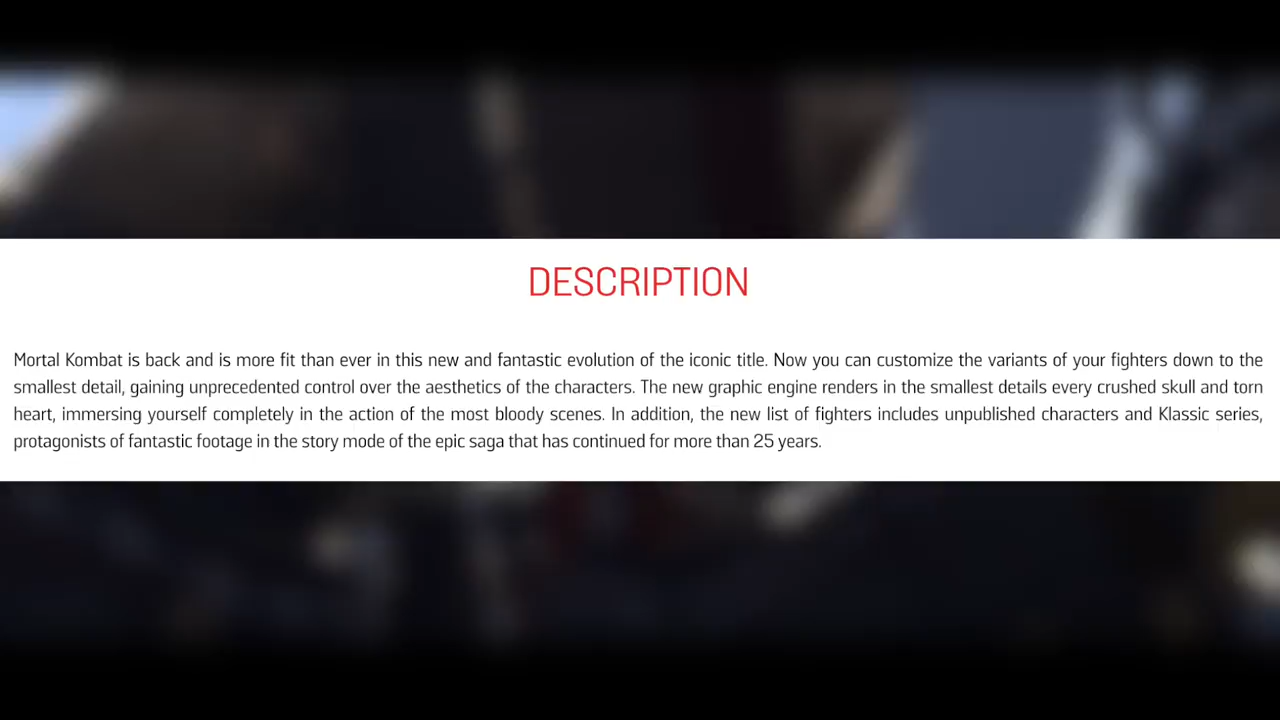 DESCRIPTION
Mortal Kombat is back and is more fit than ever in this new and fantastic evolution of the iconic title. Now you can customize the variants of your fighters down to the
smallest detail, gaining unprecedented control over the aesthetics of the characters. The new graphic engine renders in the smallest details every crushed skull and torn
heart, immersing yourself completely in the action of the most bloody scenes. In addition, the new list of fighters includes unpublished characters and Klassic series,
protagonists of fantastic footage in the story mode of the epic saga that has continued for more than 25 years.